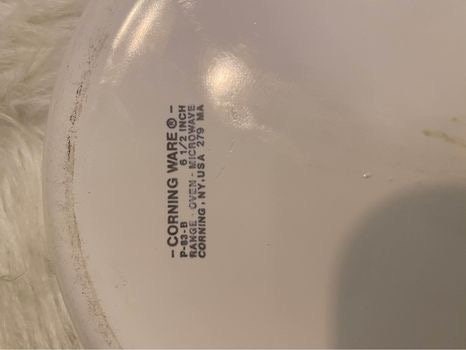 - CORNING WARE ® -
P-83-B 6 1/2 INCH
RANGE - OVEN - MICROWAVE
CORNING, NY, USA 279 MA